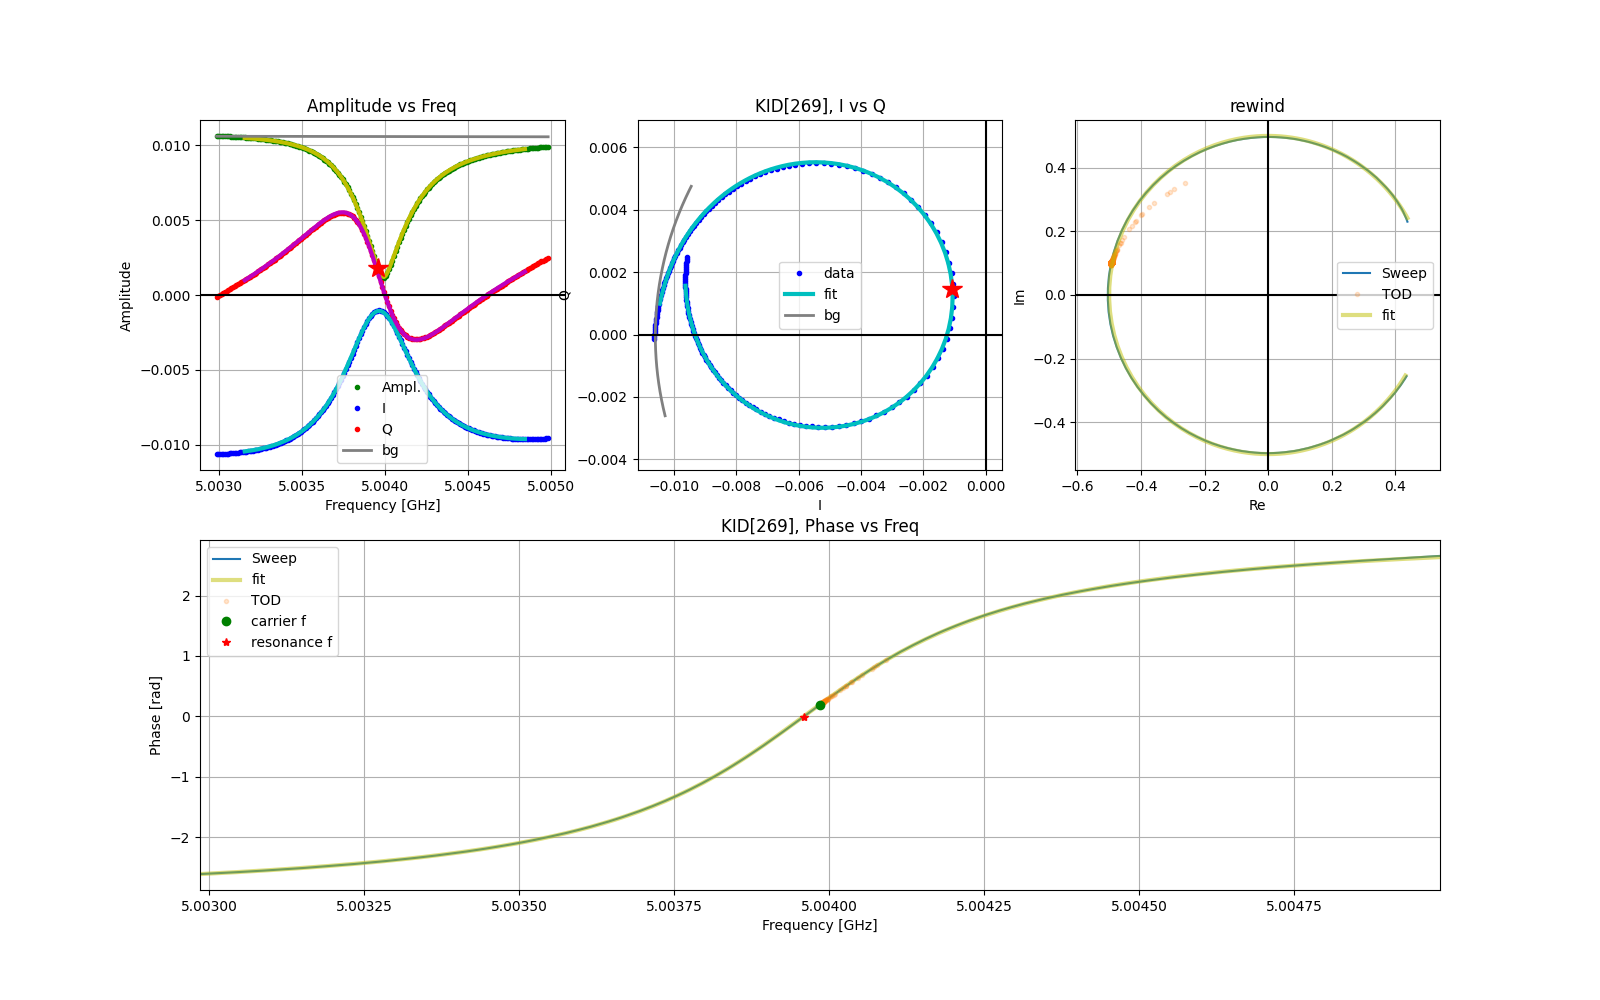 Amplitude vs Freq
0.010
0.005
0.000
−0.005
−0.010
Amplitude
5.0030
5.0035
5.0040
5.0045
5.0050
Frequency [GHz]
Ampl.
I
Q
bg
KID[269], I vs Q
0.006
0.004
0.002
0.000
−0.002
−0.004
Q
−0.010
−0.008
−0.006
−0.004
−0.002
0.000
I
data
fit
bg
rewind
0.4
0.2
0.0
−0.2
−0.4
Im
−0.6
−0.4
−0.2
0.0
0.2
0.4
Re
Sweep
TOD
fit
KID[269], Phase vs Freq
2
1
0
−1
−2
Phase [rad]
5.00300
5.00325
5.00350
5.00375
5.00400
5.00425
5.00450
5.00475
Frequency [GHz]
Sweep
fit
TOD
carrier f
resonance f